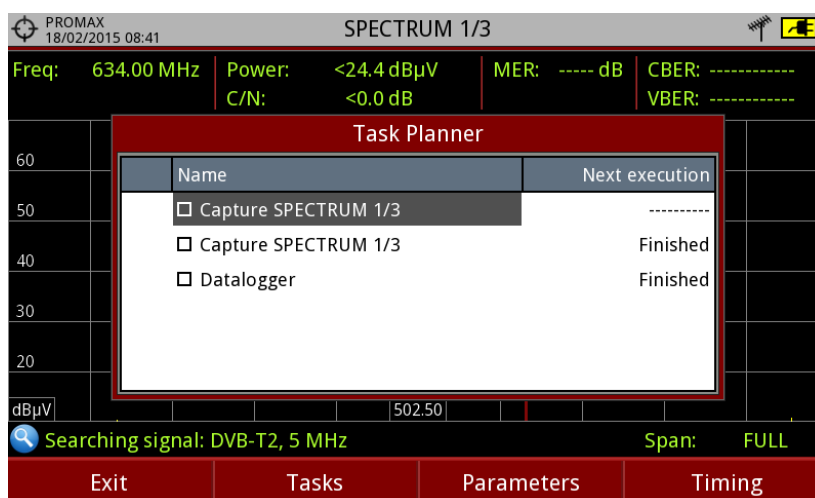 PROMAX
18/02/2015 08:41
SPECTRUM 1/3
Freq: 634.00 MHz Power: <24.4 dBµV MER: ----- dB CBER: ------------
C/N: <0.0 dB VBER: ------------
Task Planner
Name Next execution
Capture SPECTRUM 1/3 ----------
Capture SPECTRUM 1/3 Finished
Datalogger Finished
60
50
40
30
20
dBµV 502.50
Searching signal: DVB-T2, 5 MHz Span: FULL
Exit Tasks Parameters Timing